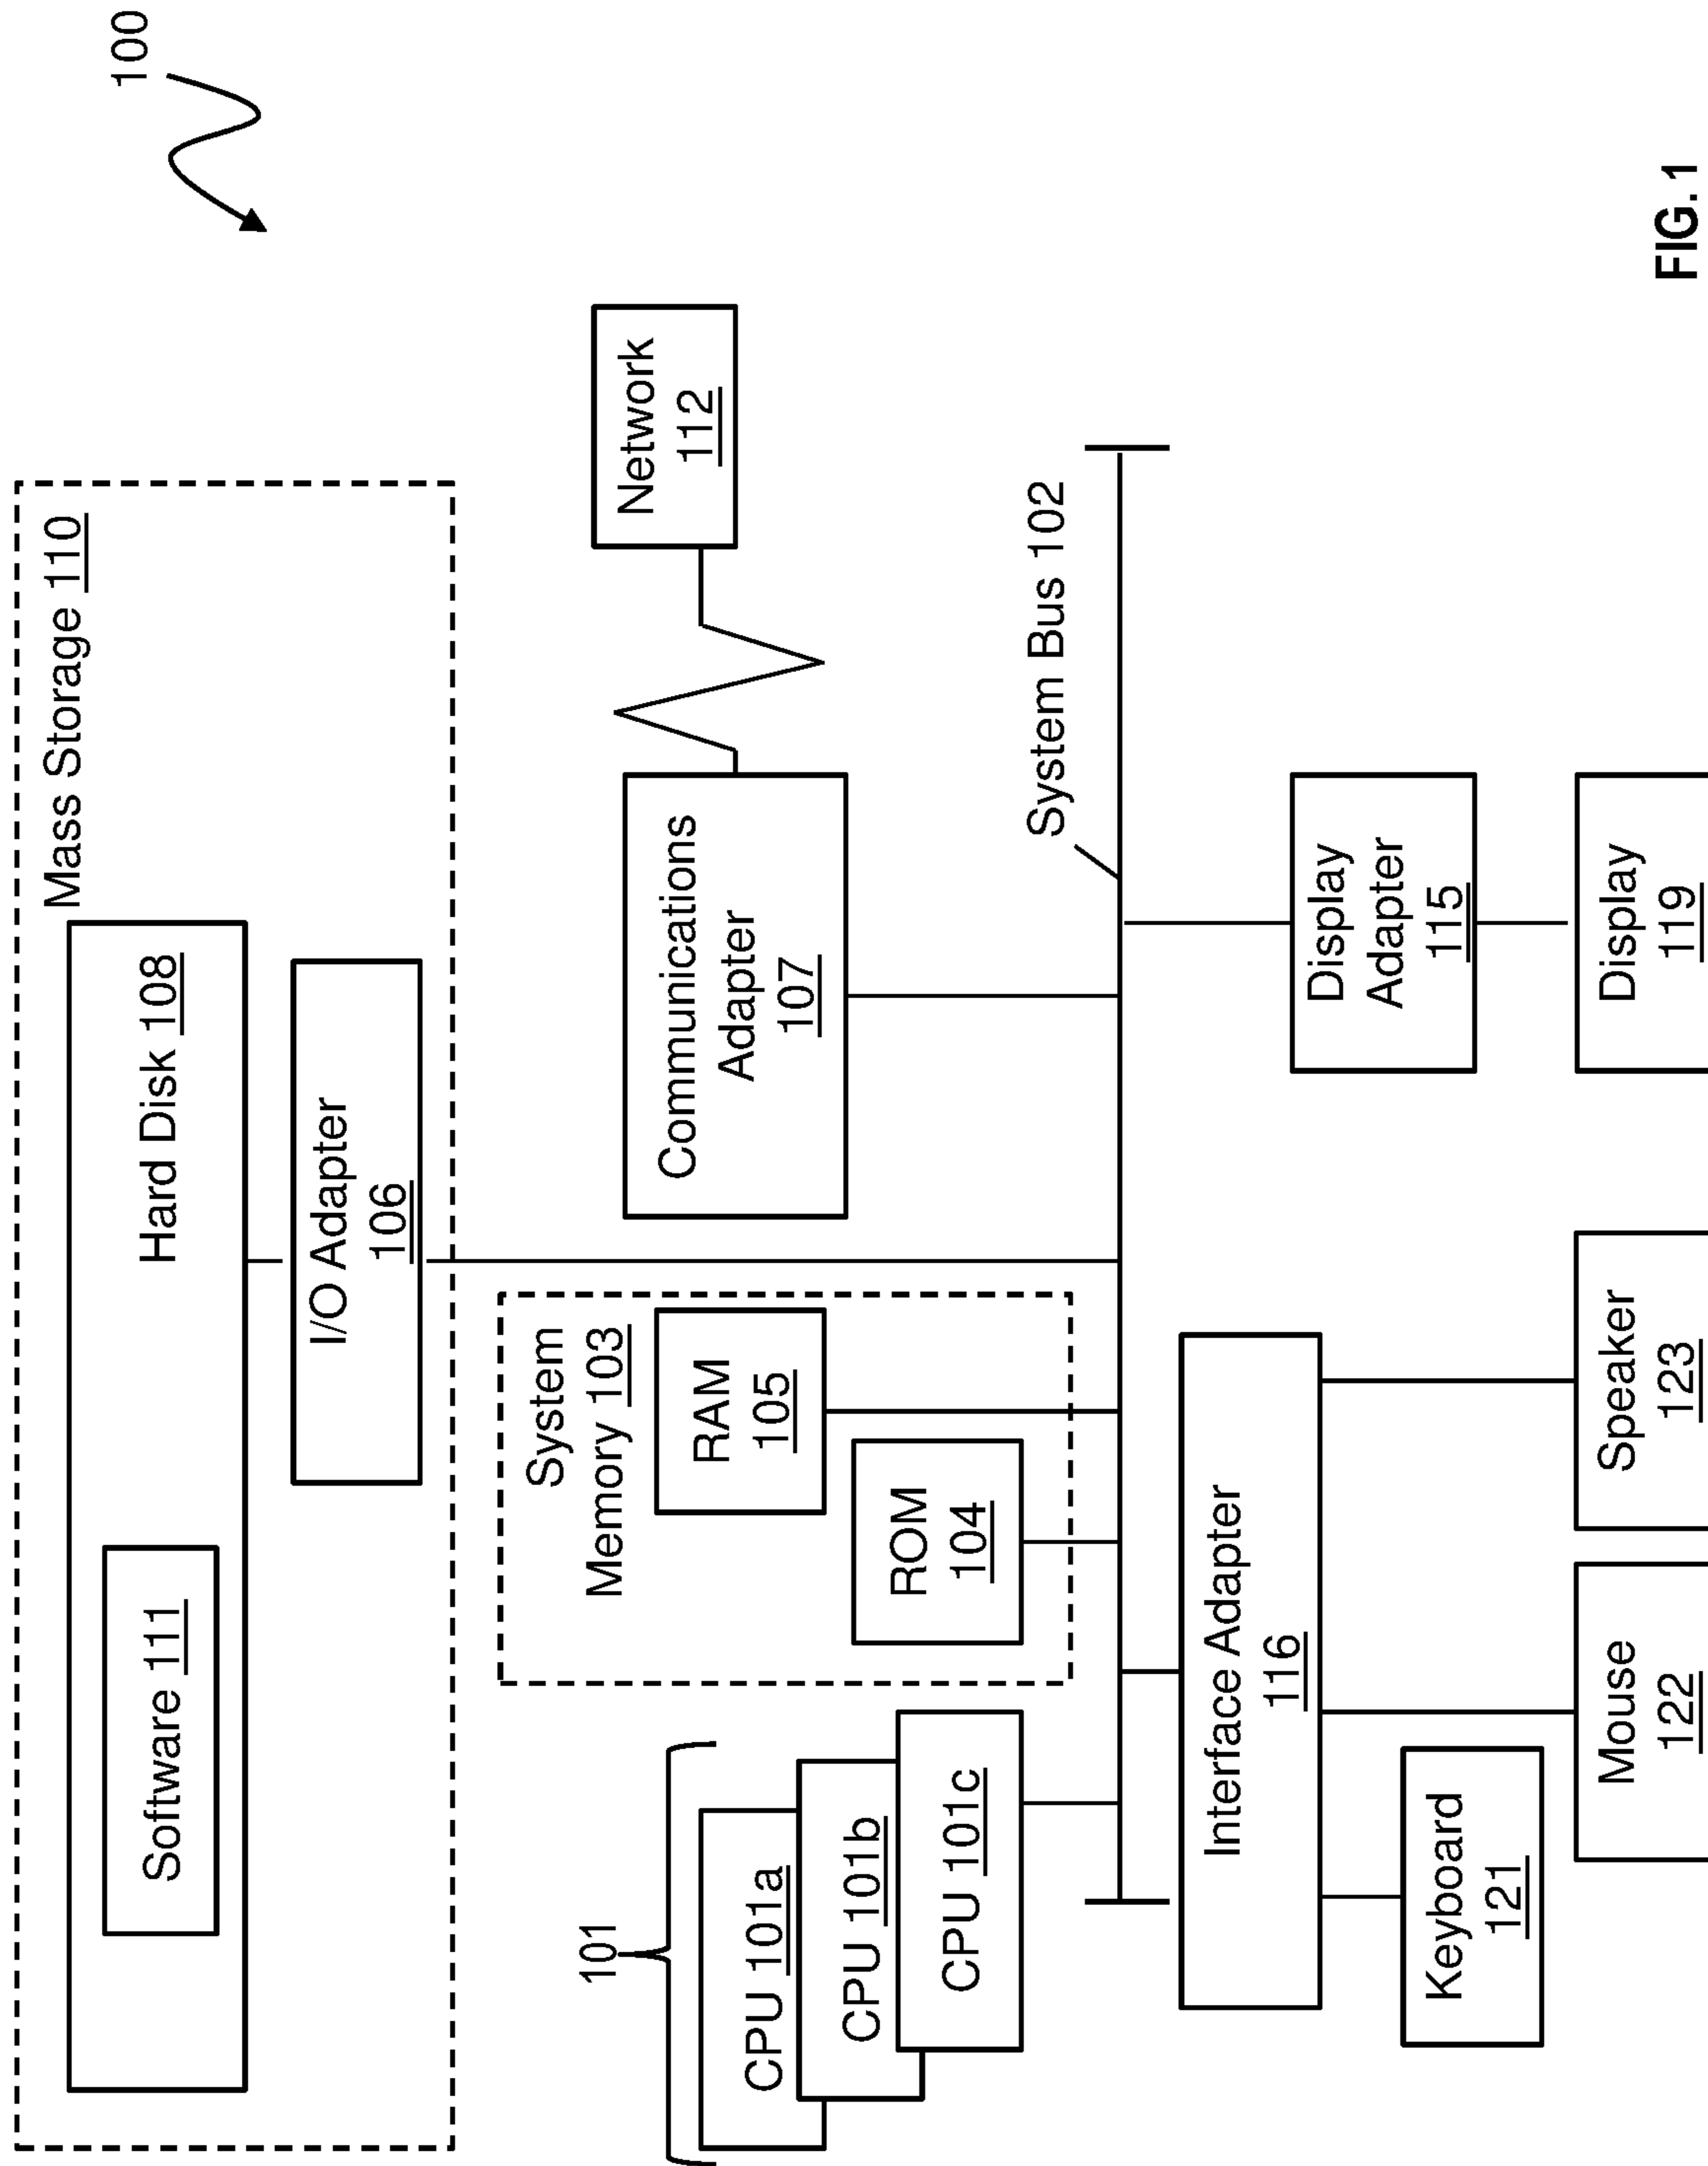 100
Mass Storage 110
Hard Disk 108
Software 111
I/O Adapter
106
101
CPU 101a
CPU 101b
CPU 101c
System
Memory 103
RAM
105
ROM
104
Communications
Adapter
107
Network
112
System Bus 102
Interface Adapter
116
Display
Adapter
115
Keyboard
121
Mouse
122
Speaker
123
Display
119
FIG. 1